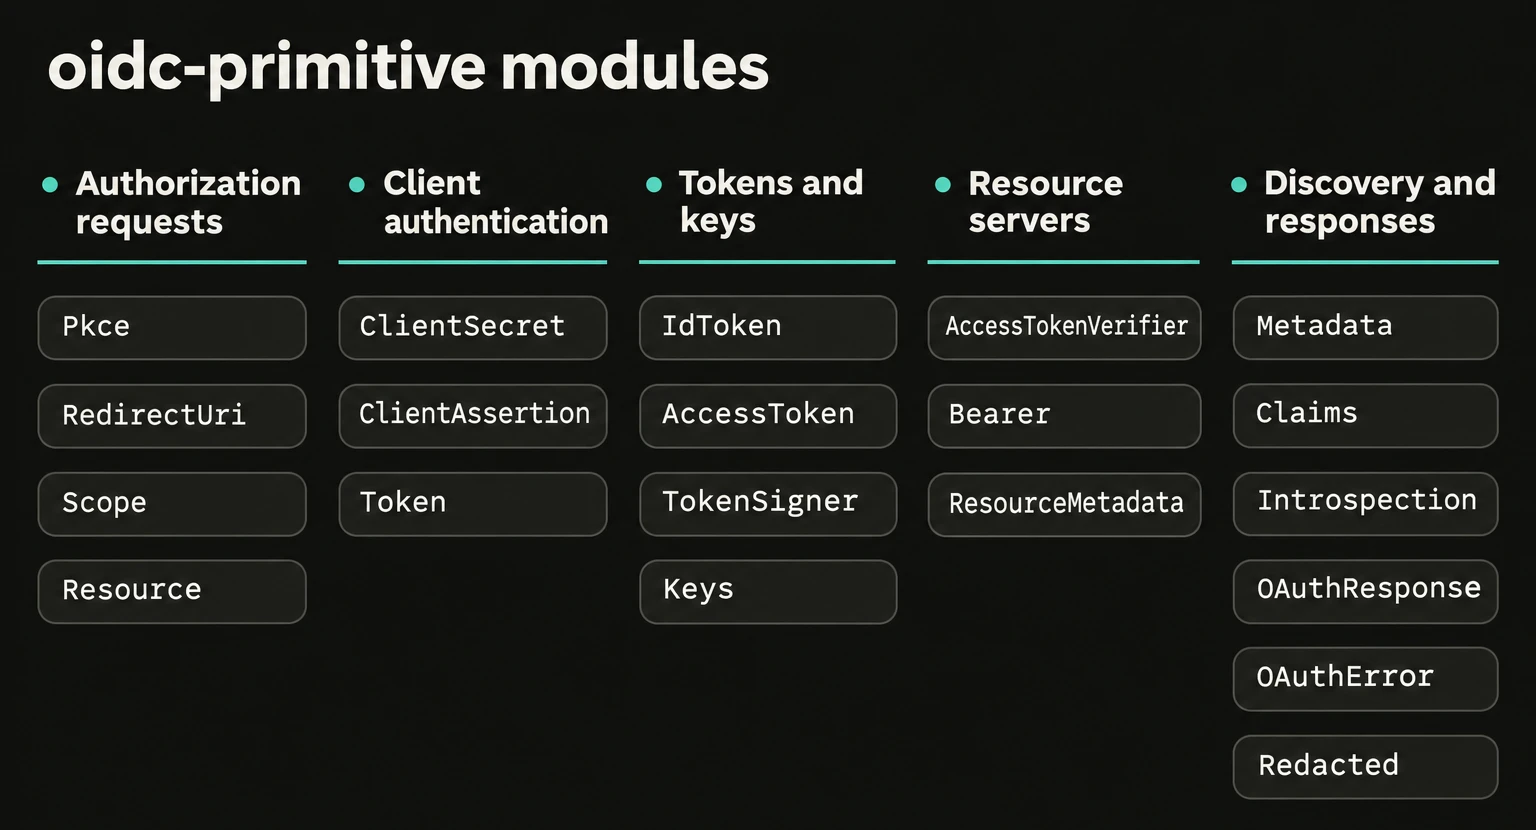 oidc-primitive modules
Authorization
requests
Pkce
RedirectUri
Scope
Resource
Client
authentication
ClientSecret
ClientAssertion
Token
Tokens and
keys
IdToken
AccessToken
TokenSigner
Keys
Resource
servers
AccessTokenVerifier
Bearer
ResourceMetadata
Discovery and
responses
Metadata
Claims
Introspection
OAuthResponse
OAuthError
Redacted